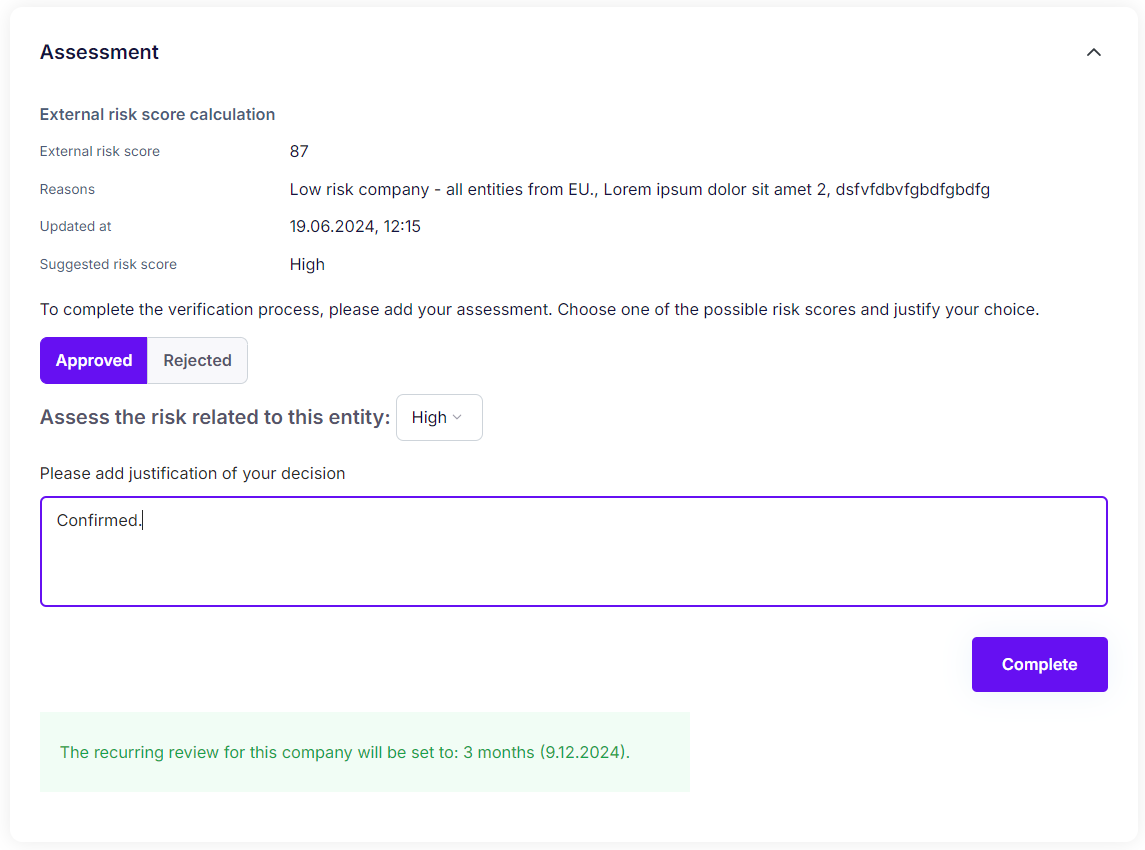 Assessment
External risk score calculation
External risk score 87
Reasons Low risk company - all entities from EU., Lorem ipsum dolor sit amet 2, dsfvfdbvfgbdfgbdfg
Updated at 19.06.2024, 12:15
Suggested risk score High
To complete the verification process, please add your assessment. Choose one of the possible risk scores and justify your choice.
Approved Rejected
Assess the risk related to this entity: High
Please add justification of your decision
Confirmed.
Complete
The recurring review for this company will be set to: 3 months (9.12.2024).